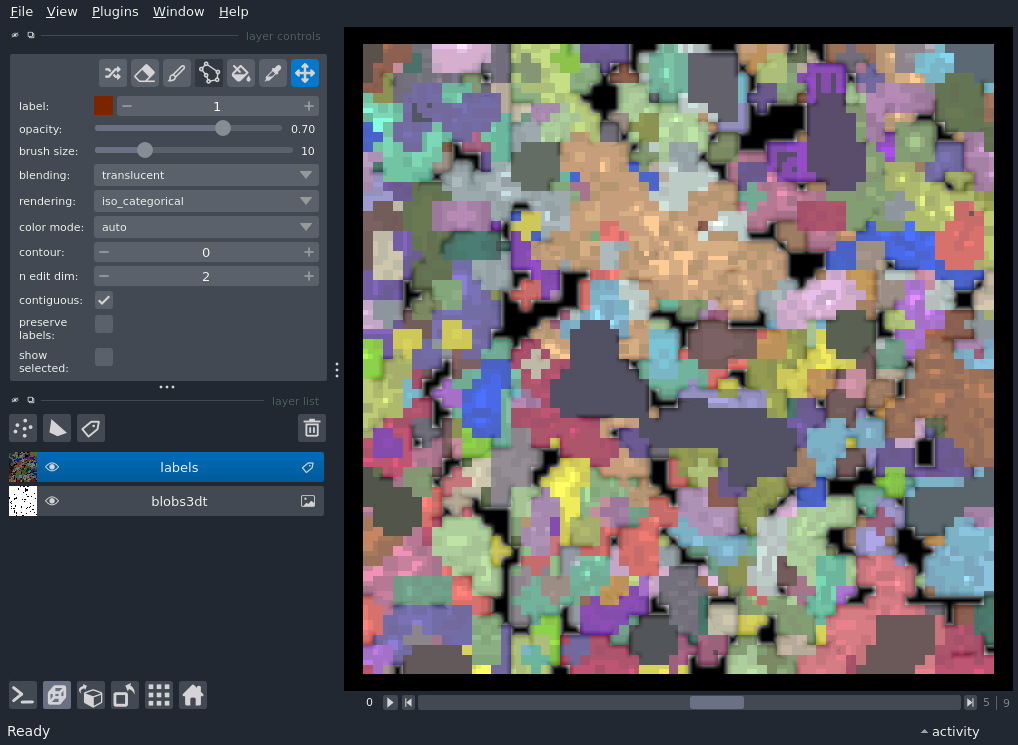 File View Plugins Window Help
layer controls
label: 1
opacity: 0.70
brush size: 10
blending: translucent
rendering: iso_categorical
color mode: auto
contour: 0
n edit dim: 2
contiguous:
preserve
labels:
show
selected:
layer list
labels
blobs3dt
0 5 9
Ready activity